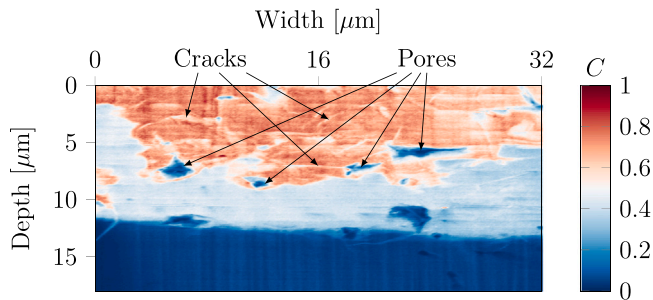 Width [μm]
0 16 32
Cracks Pores
C
Depth [μm]
0
5
10
15
1
0.8
0.6
0.4
0.2
0